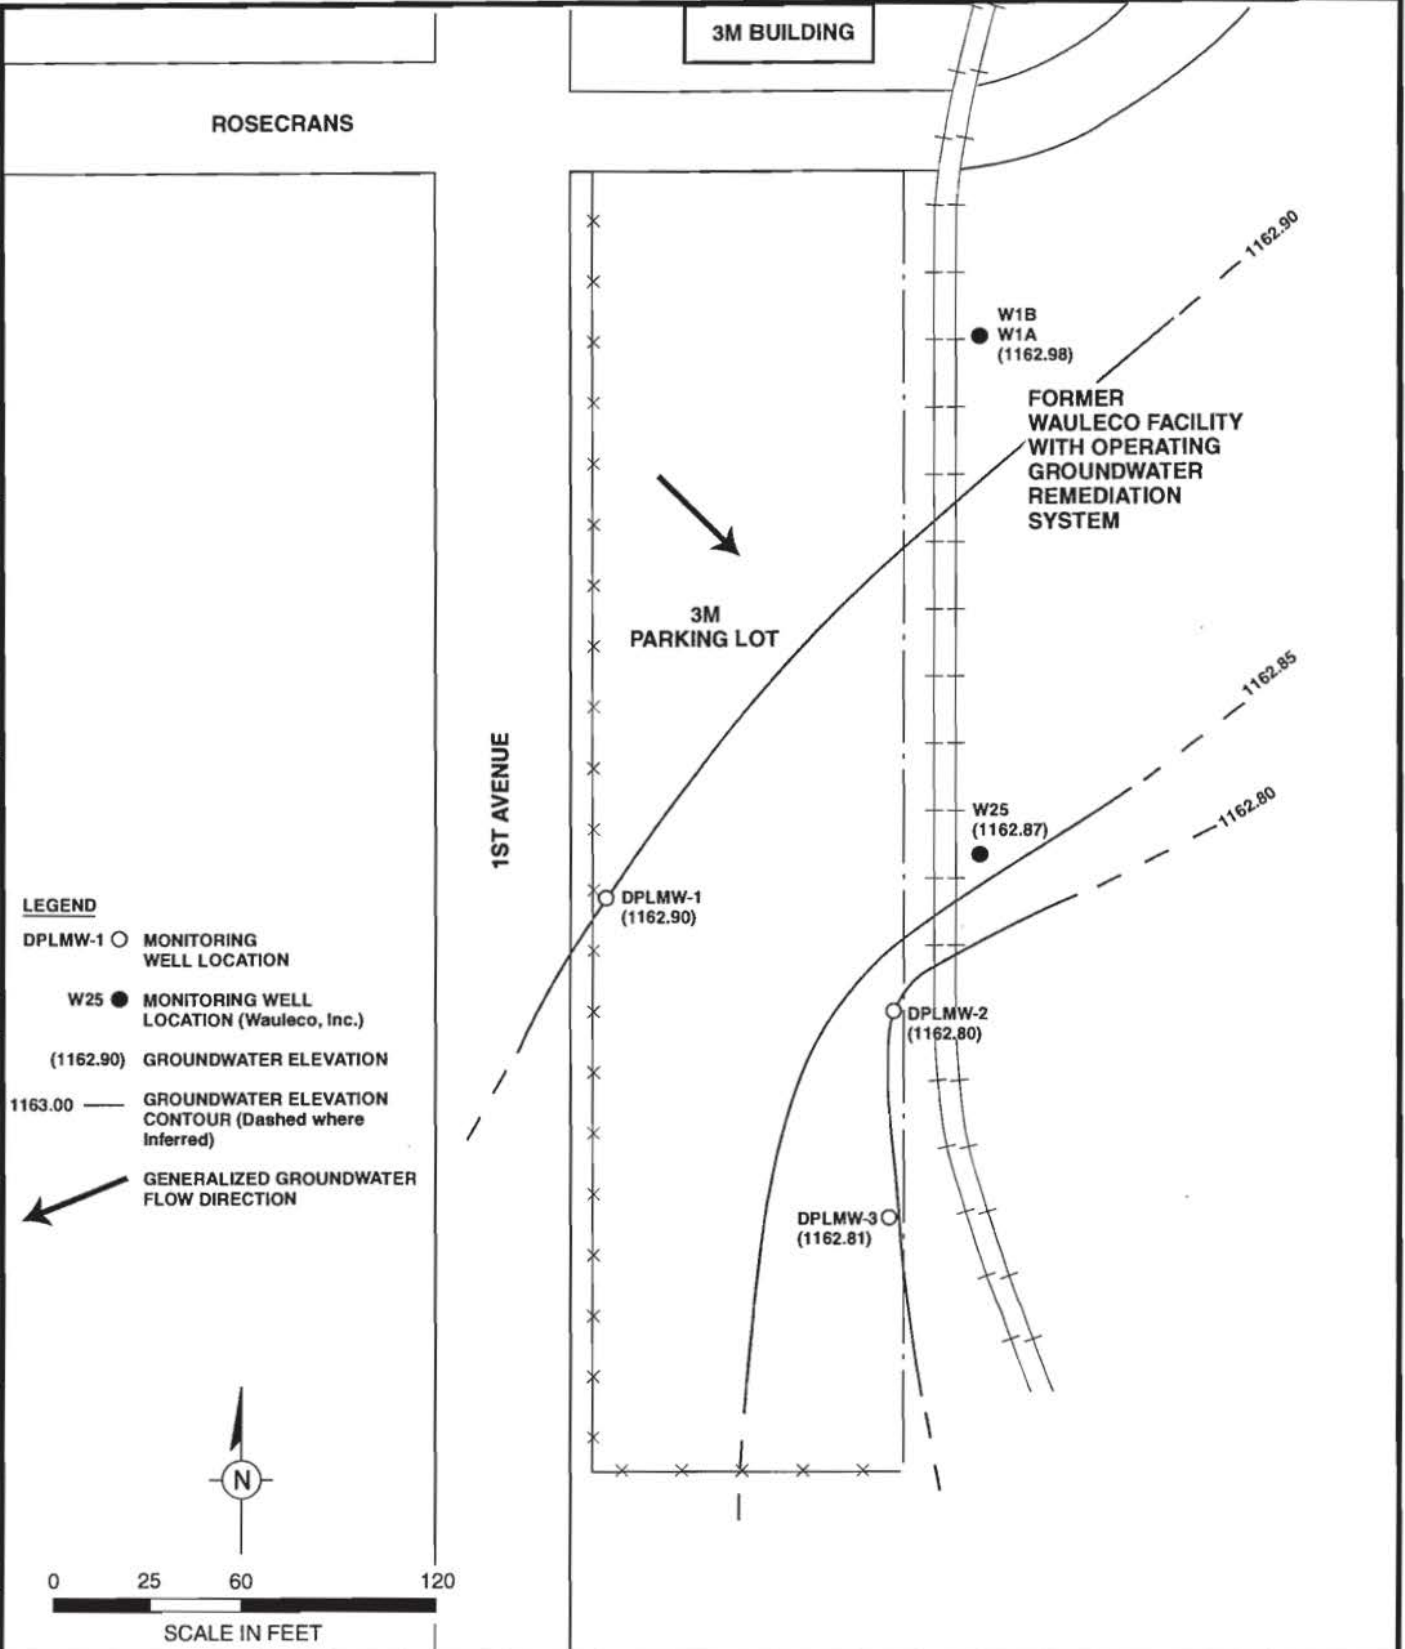 3M BUILDING
ROSECRANS
1162.90
W1B
W1A
(1162.98)
FORMER
WAULECO FACILITY
WITH OPERATING
GROUNDWATER
REMEDIATION
SYSTEM
3M
PARKING LOT
1162.85
1ST AVENUE
1162.80
W25
(1162.87)
DPLMW-1
(1162.90)
LEGEND
DPLMW-1 MONITORING
WELL LOCATION
W25 MONITORING WELL
LOCATION (Wauleco, Inc.)
(1162.90) GROUNDWATER ELEVATION
1163.00 GROUNDWATER ELEVATION
CONTOUR (Dashed where
Inferred)
GENERALIZED GROUNDWATER
FLOW DIRECTION
DPLMW-2
(1162.80)
DPLMW-3
(1162.81)
N
0 25 60 120
SCALE IN FEET